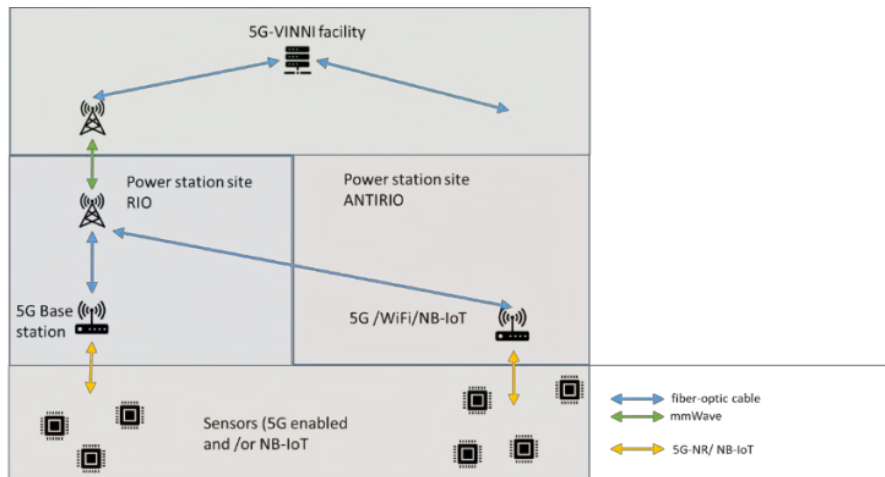 5G-VINNI facility
Power station site
RIO
Power station site
ANTIRIO
5G Base
station
5G /WiFi/NB-IoT
Sensors (5G enabled
and /or NB-IoT
fiber-optic cable
mmWave
5G-NR/ NB-IoT